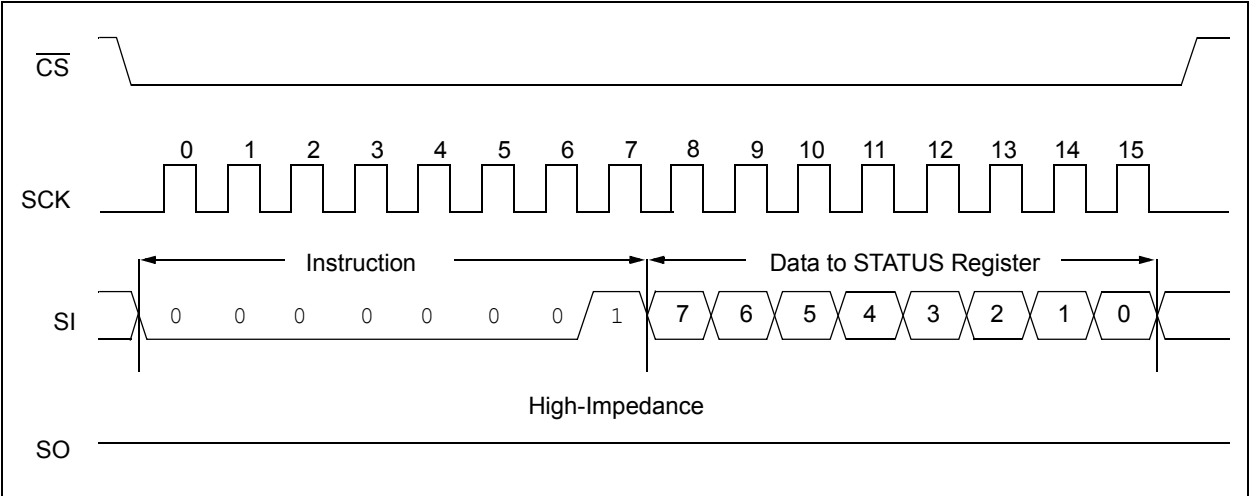 CS
0 1 2 3 4 5 6 7 8 9 10 11 12 13 14 15
SCK
Instruction Data to STATUS Register
SI 0 0 0 0 0 0 0 1 7 6 5 4 3 2 1 0
High-Impedance
SO